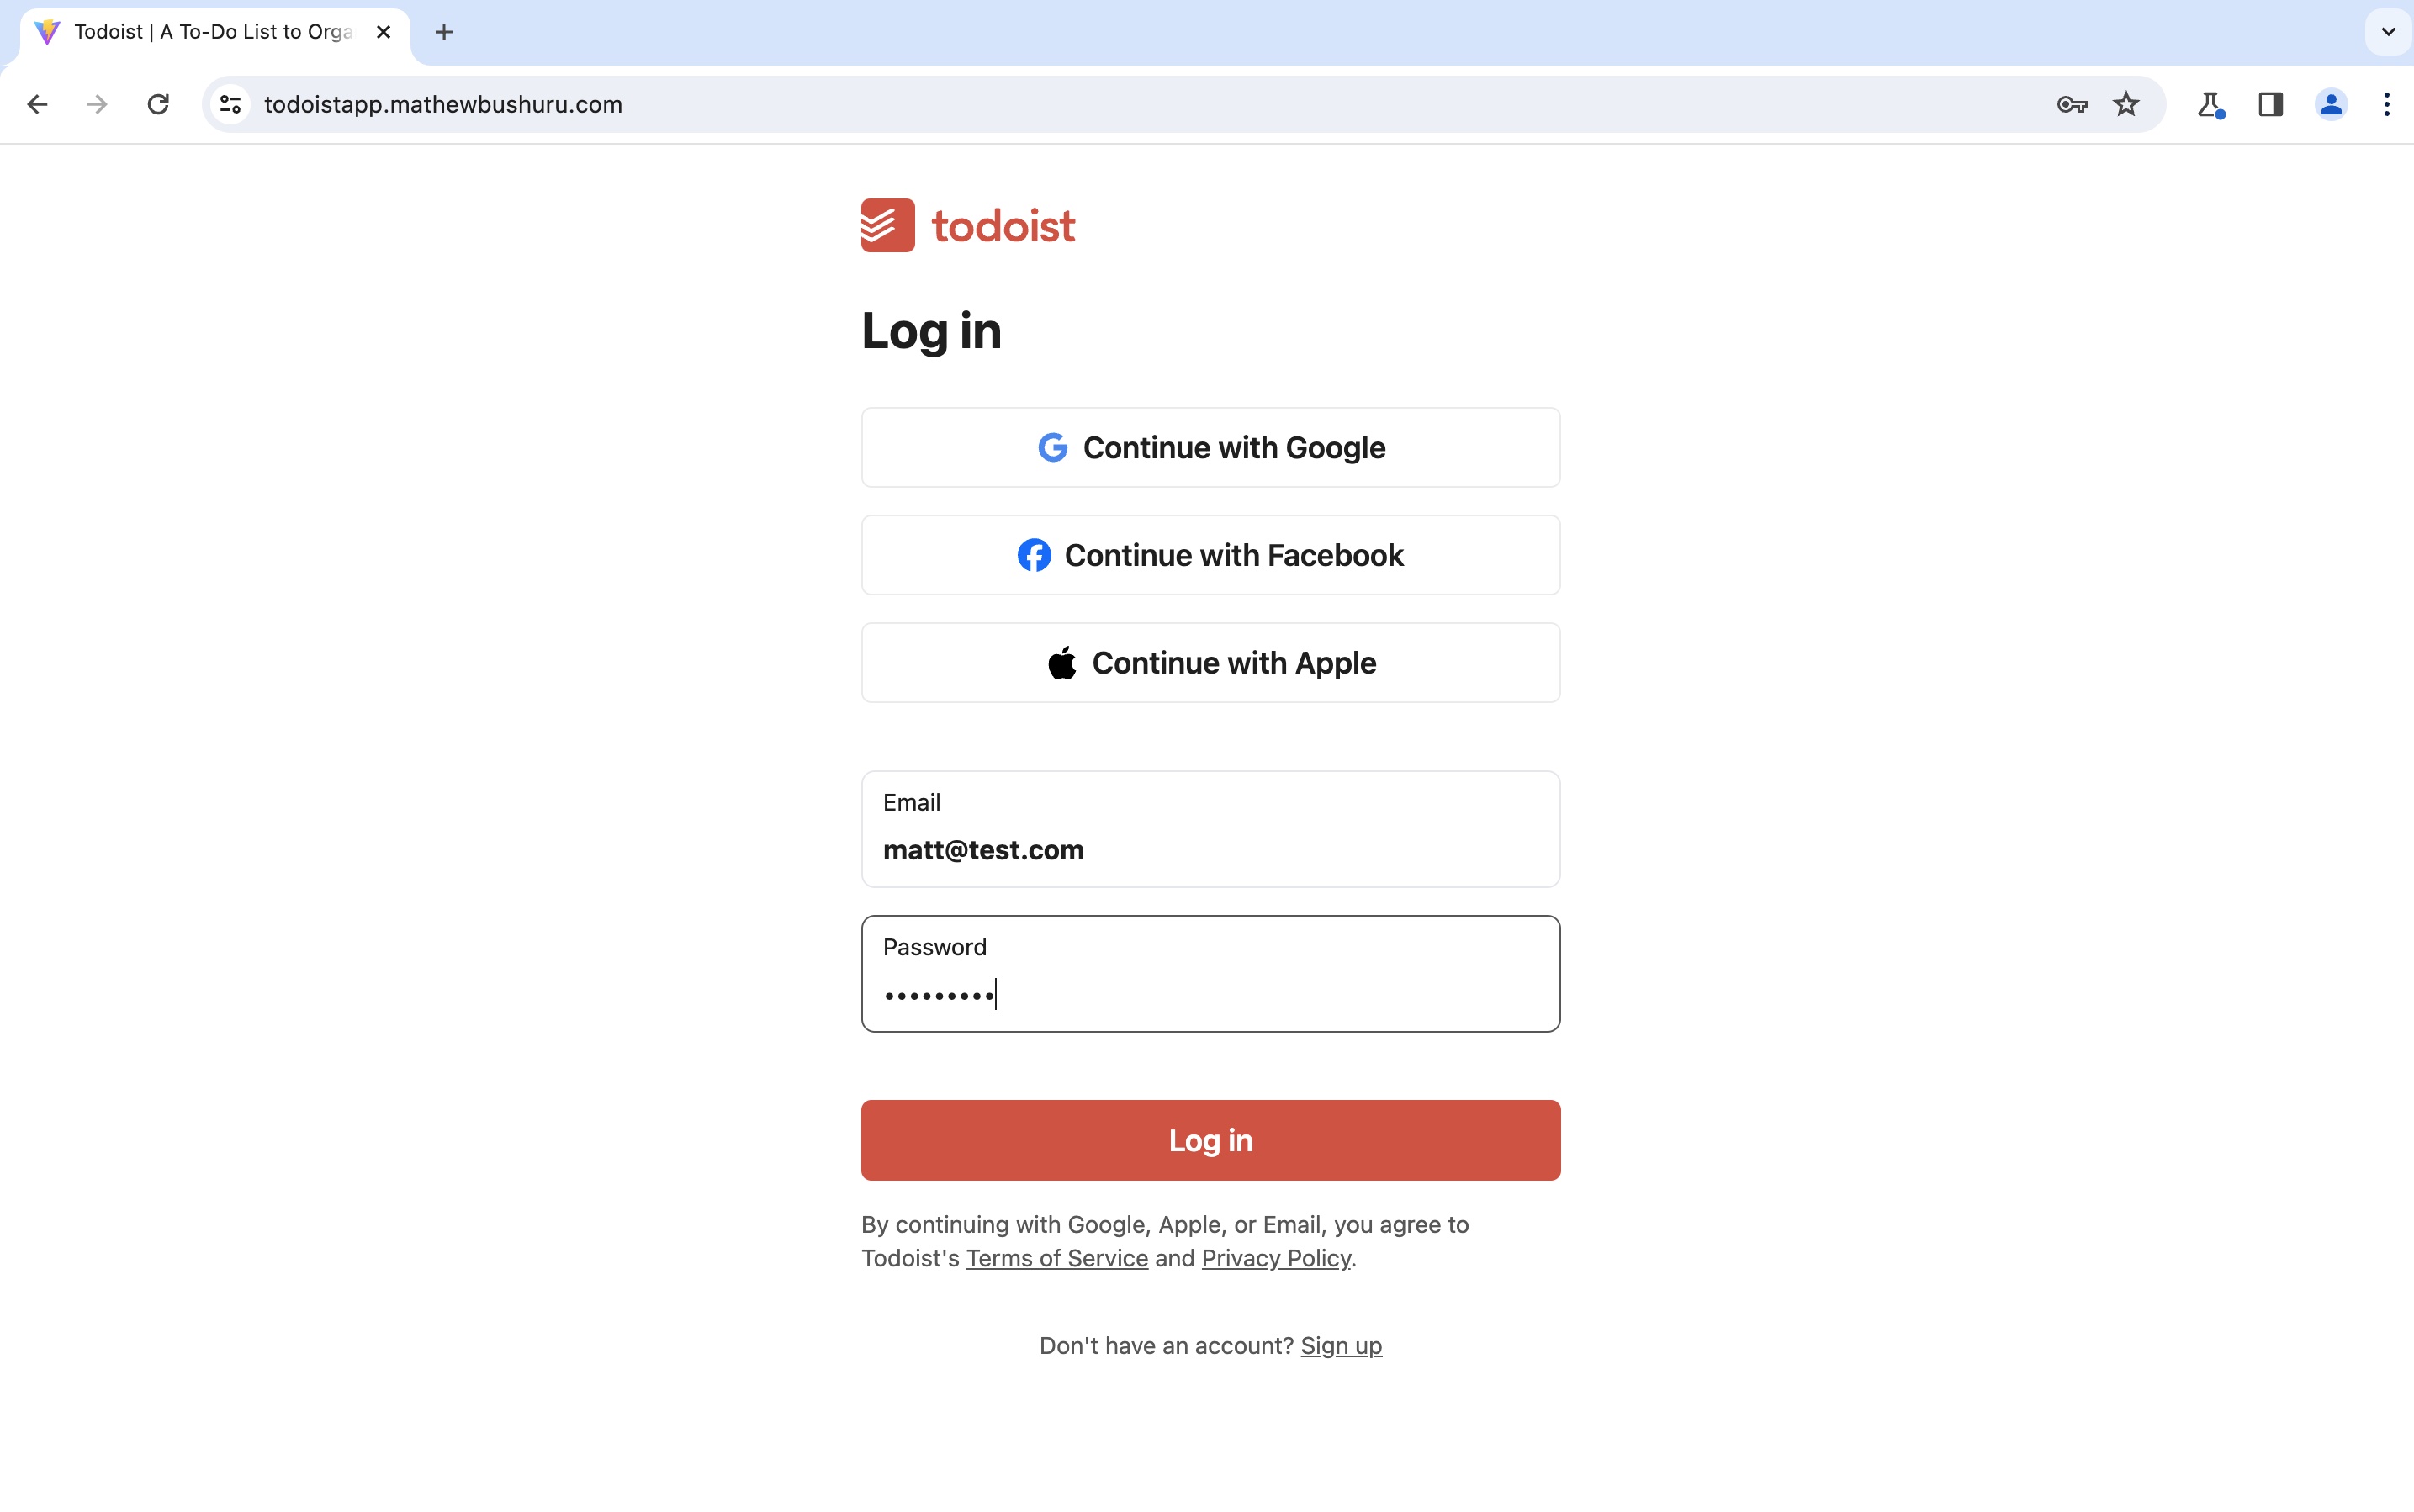 Todoist | A To-Do List to Orga
todoistapp.mathewbushuru.com
todoist
Log in
Continue with Google
Continue with Facebook
Continue with Apple
Email
matt@test.com
Password
•••••••••
Log in
By continuing with Google, Apple, or Email, you agree to
Todoist's Terms of Service and Privacy Policy.
Don't have an account? Sign up